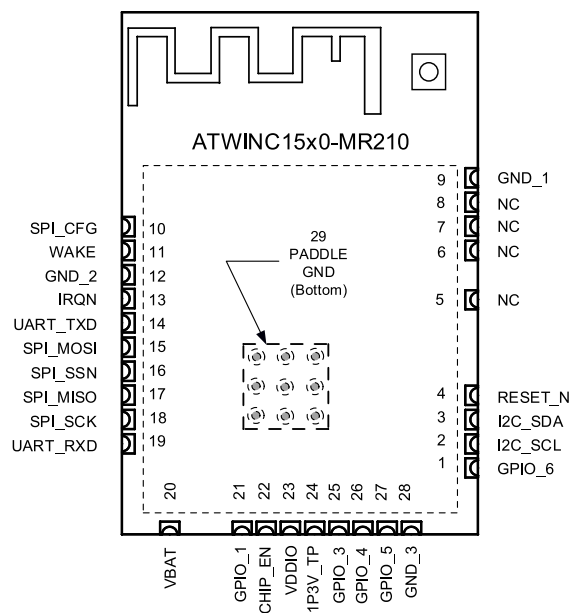 ATWINC15x0-MR210
9 GND_1
8 NC
7 NC
6 NC
5 NC
4 RESET_N
3 I2C_SDA
2 I2C_SCL
1 GPIO_6
SPI_CFG 10
WAKE 11
GND_2 12
IRQN 13
UART_TXD 14
SPI_MOSI 15
SPI_SSN 16
SPI_MISO 17
SPI_SCK 18
UART_RXD 19
29
PADDLE
GND
(Bottom)
20 VBAT
21 GPIO_1
22 CHIP_EN
23 VDDIO
24 1P3V_TP
25 GPIO_3
26 GPIO_4
27 GPIO_5
28 GND_3